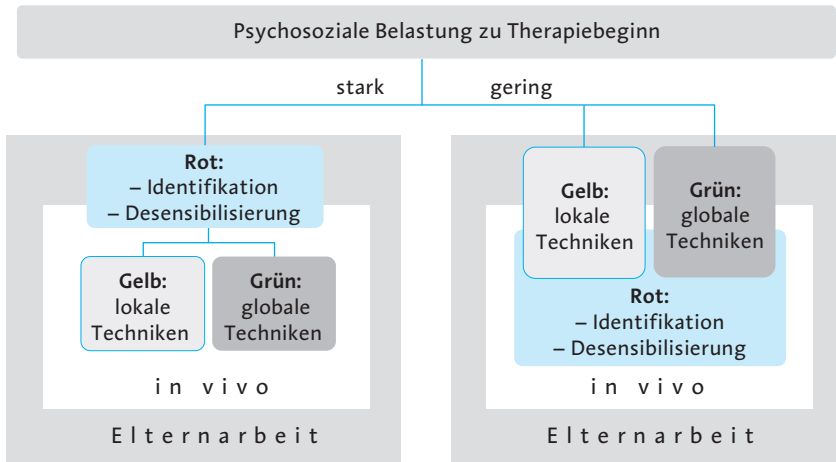 Psychosoziale Belastung zu Therapiebeginn
stark
gering
Rot:
– Identifikation
– Desensibilisierung
Gelb:
lokale
Techniken
Grün:
globale
Techniken
in vivo
Elternarbeit
Gelb:
lokale
Techniken
Grün:
globale
Techniken
Rot:
– Identifikation
– Desensibilisierung
in vivo
Elternarbeit